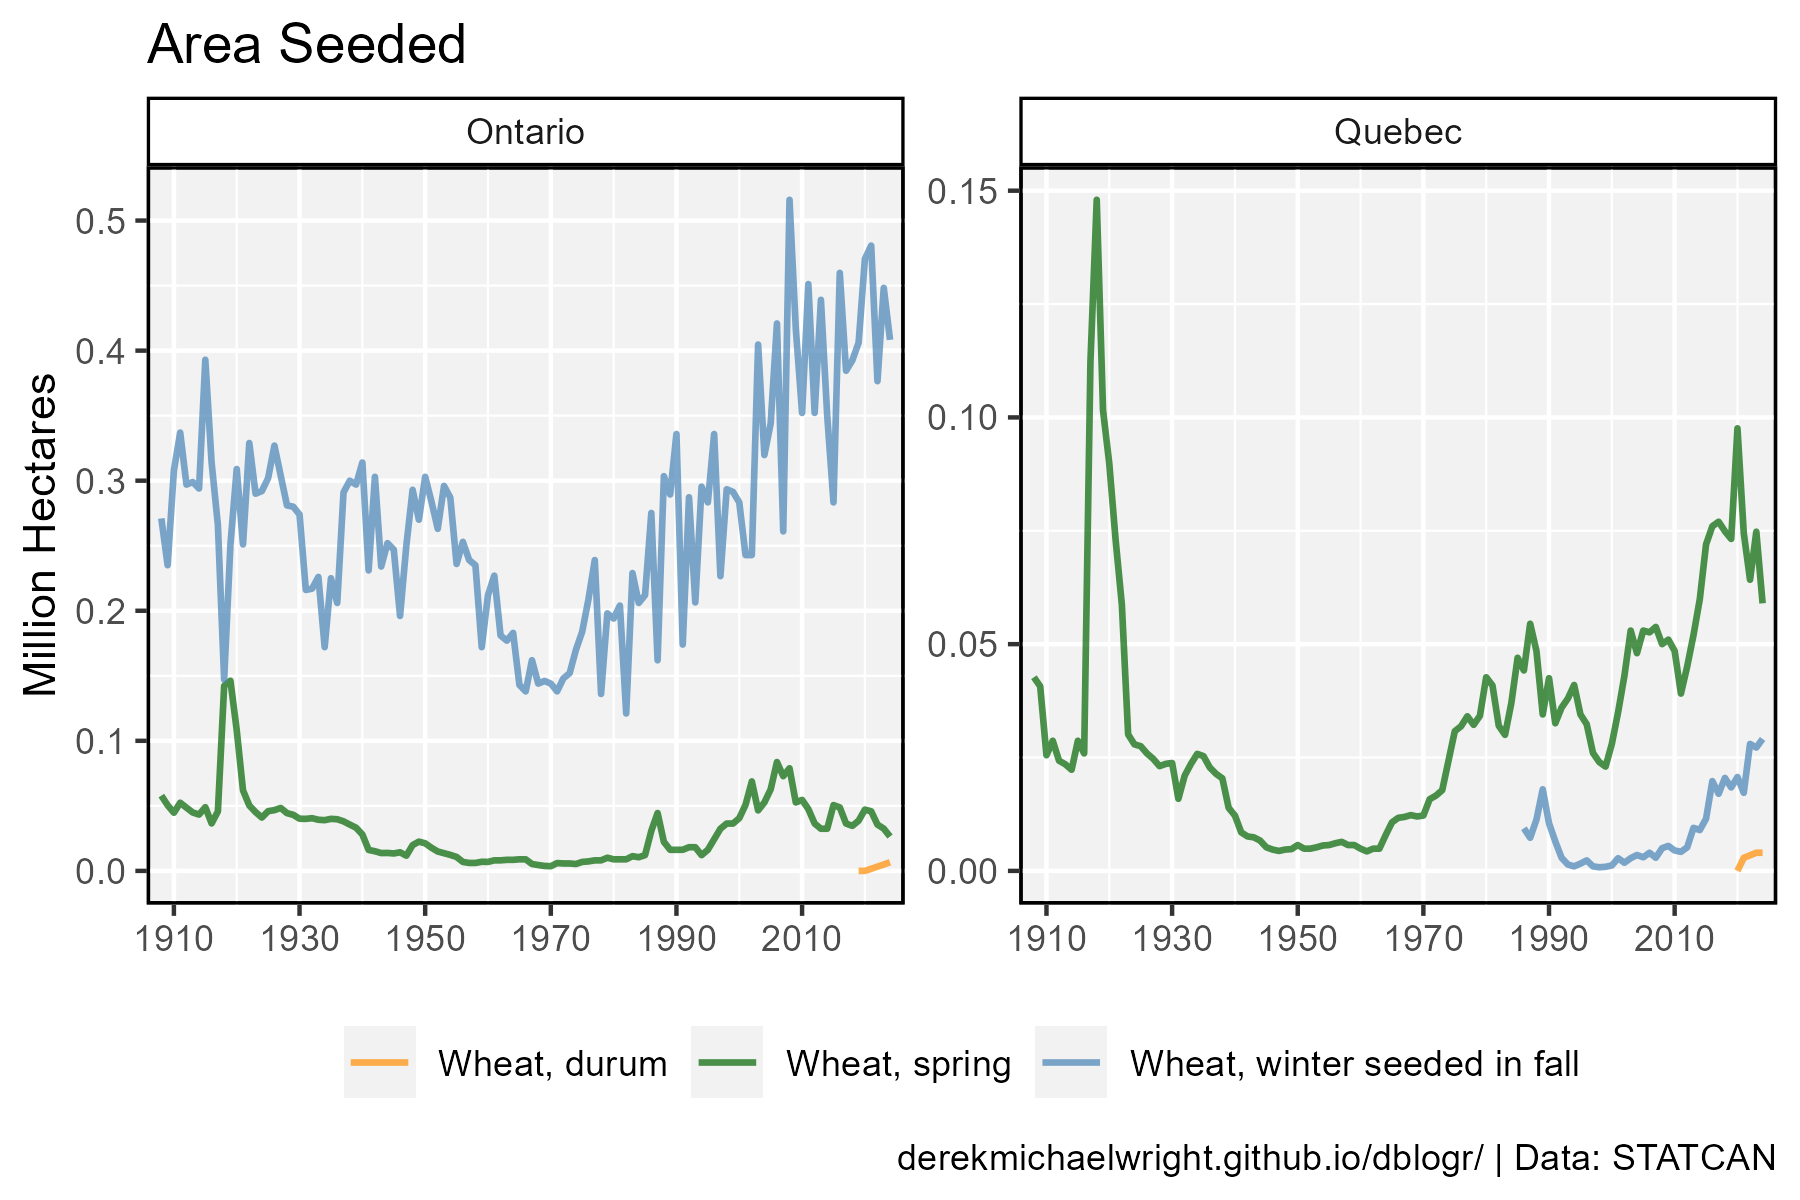 Area Seeded
Ontario
Quebec
Million Hectares
0.5
0.4
0.3
0.2
0.1
0.0
0.15
0.10
0.05
0.00
1910 1930 1950 1970 1990 2010
1910 1930 1950 1970 1990 2010
Wheat, durum Wheat, spring Wheat, winter seeded in fall
derekmichaelwright.github.io/dblogr/ | Data: STATCAN